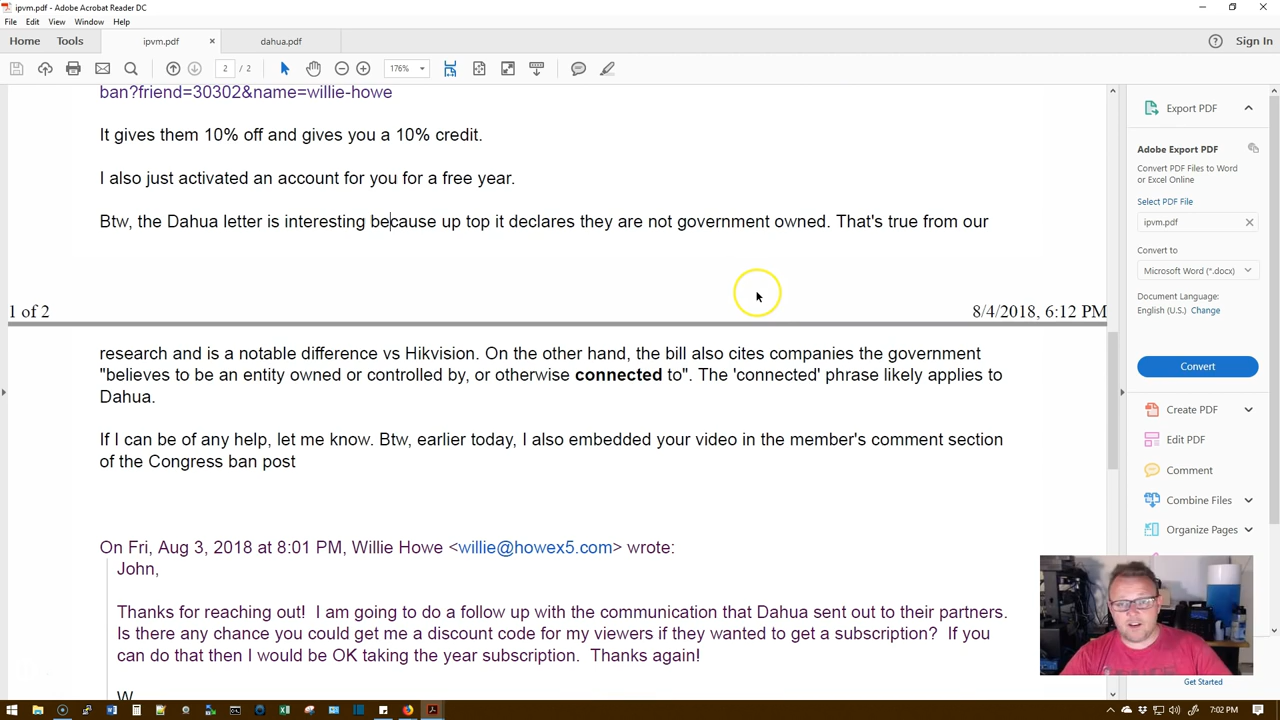 ipvm.pdf - Adobe Acrobat Reader DC
File Edit View Window Help
Home Tools ipvm.pdf × dahua.pdf ? Sign In
2 / 2 176%
ban?friend=30302&name=willie-howe
It gives them 10% off and gives you a 10% credit.
I also just activated an account for you for a free year.
Btw, the Dahua letter is interesting because up top it declares they are not government owned. That's true from our
1 of 2 8/4/2018, 6:12 PM
research and is a notable difference vs Hikvision. On the other hand, the bill also cites companies the government
"believes to be an entity owned or controlled by, or otherwise connected to". The 'connected' phrase likely applies to
Dahua.
If I can be of any help, let me know. Btw, earlier today, I also embedded your video in the member's comment section
of the Congress ban post
On Fri, Aug 3, 2018 at 8:01 PM, Willie Howe <willie@howex5.com> wrote:
John,
Thanks for reaching out! I am going to do a follow up with the communication that Dahua sent out to their partners.
Is there any chance you could get me a discount code for my viewers if they wanted to get a subscription? If you
can do that then I would be OK taking the year subscription. Thanks again!
W
Export PDF
Adobe Export PDF
Convert PDF Files to Word
or Excel Online
Select PDF File
ipvm.pdf
Convert to
Microsoft Word (*.docx)
Document Language:
English (U.S.) Change
Convert
Create PDF
Edit PDF
Comment
Combine Files
Organize Pages
Get Started
7:02 PM